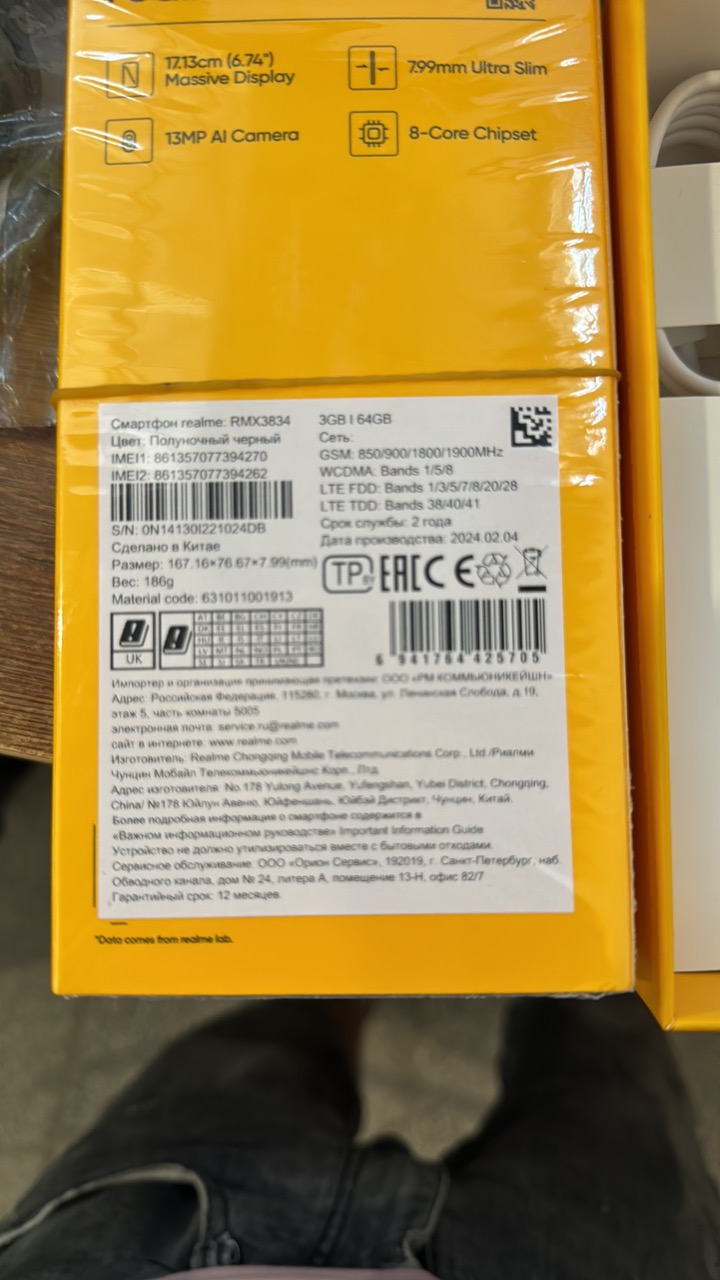 17.13cm (6.74")
Massive Display
7.99mm Ultra Slim
13MP AI Camera
8-Core Chipset
Смартфон realme: RMX3834
Цвет: Полуночный черный
IMEI1: 861357077394270
IMEI2: 861357077394262
S/N: 0N14130I221024DB
Сделано в Китае
Размер: 167.16*76.67*7.99(mm)
Вес: 186g
Material code: 631011001913
3GB I 64GB
Сеть:
GSM: 850/900/1800/1900MHz
WCDMA: Bands 1/5/8
LTE FDD: Bands 1/3/5/7/8/20/28
LTE TDD: Bands 38/40/41
Срок службы: 2 года
Дата производства: 2024.02.04
TP BY EAC CE
UK
6 941764 425705
Импортер и организация принимающая претензии: ООО «РМ КОММЬЮНИКЕЙШН»
Адрес: Российская Федерация, 115280, г. Москва, ул. Ленинская Слобода, д.19,
этаж 5, часть комнаты 5005
электронная почта: service.ru@realme.com
сайт в интернете: www.realme.com
Изготовитель: Realme Chongqing Mobile Telecommunications Corp., Ltd./Риалми
Чунцин Мобайл Телекоммьюникейшнс Корп., Лтд.
Адрес изготовителя: No.178 Yulong Avenue, Yufengshan, Yubei District, Chongqing,
China/ №178 Юйлун Авеню, Юйфеншань, Юйбэй Дистрикт, Чунцин, Китай.
Более подробная информация о смартфоне содержится в
«Важном информационном руководстве» Important Information Guide
Устройство не должно утилизироваться вместе с бытовыми отходами.
Сервисное обслуживание: ООО «Орион Сервис», 192019, г. Санкт-Петербург, наб.
Обводного канала, дом № 24, литера А, помещение 13-Н, офис 82/7
Гарантийный срок: 12 месяцев.
*Data comes from realme lab.